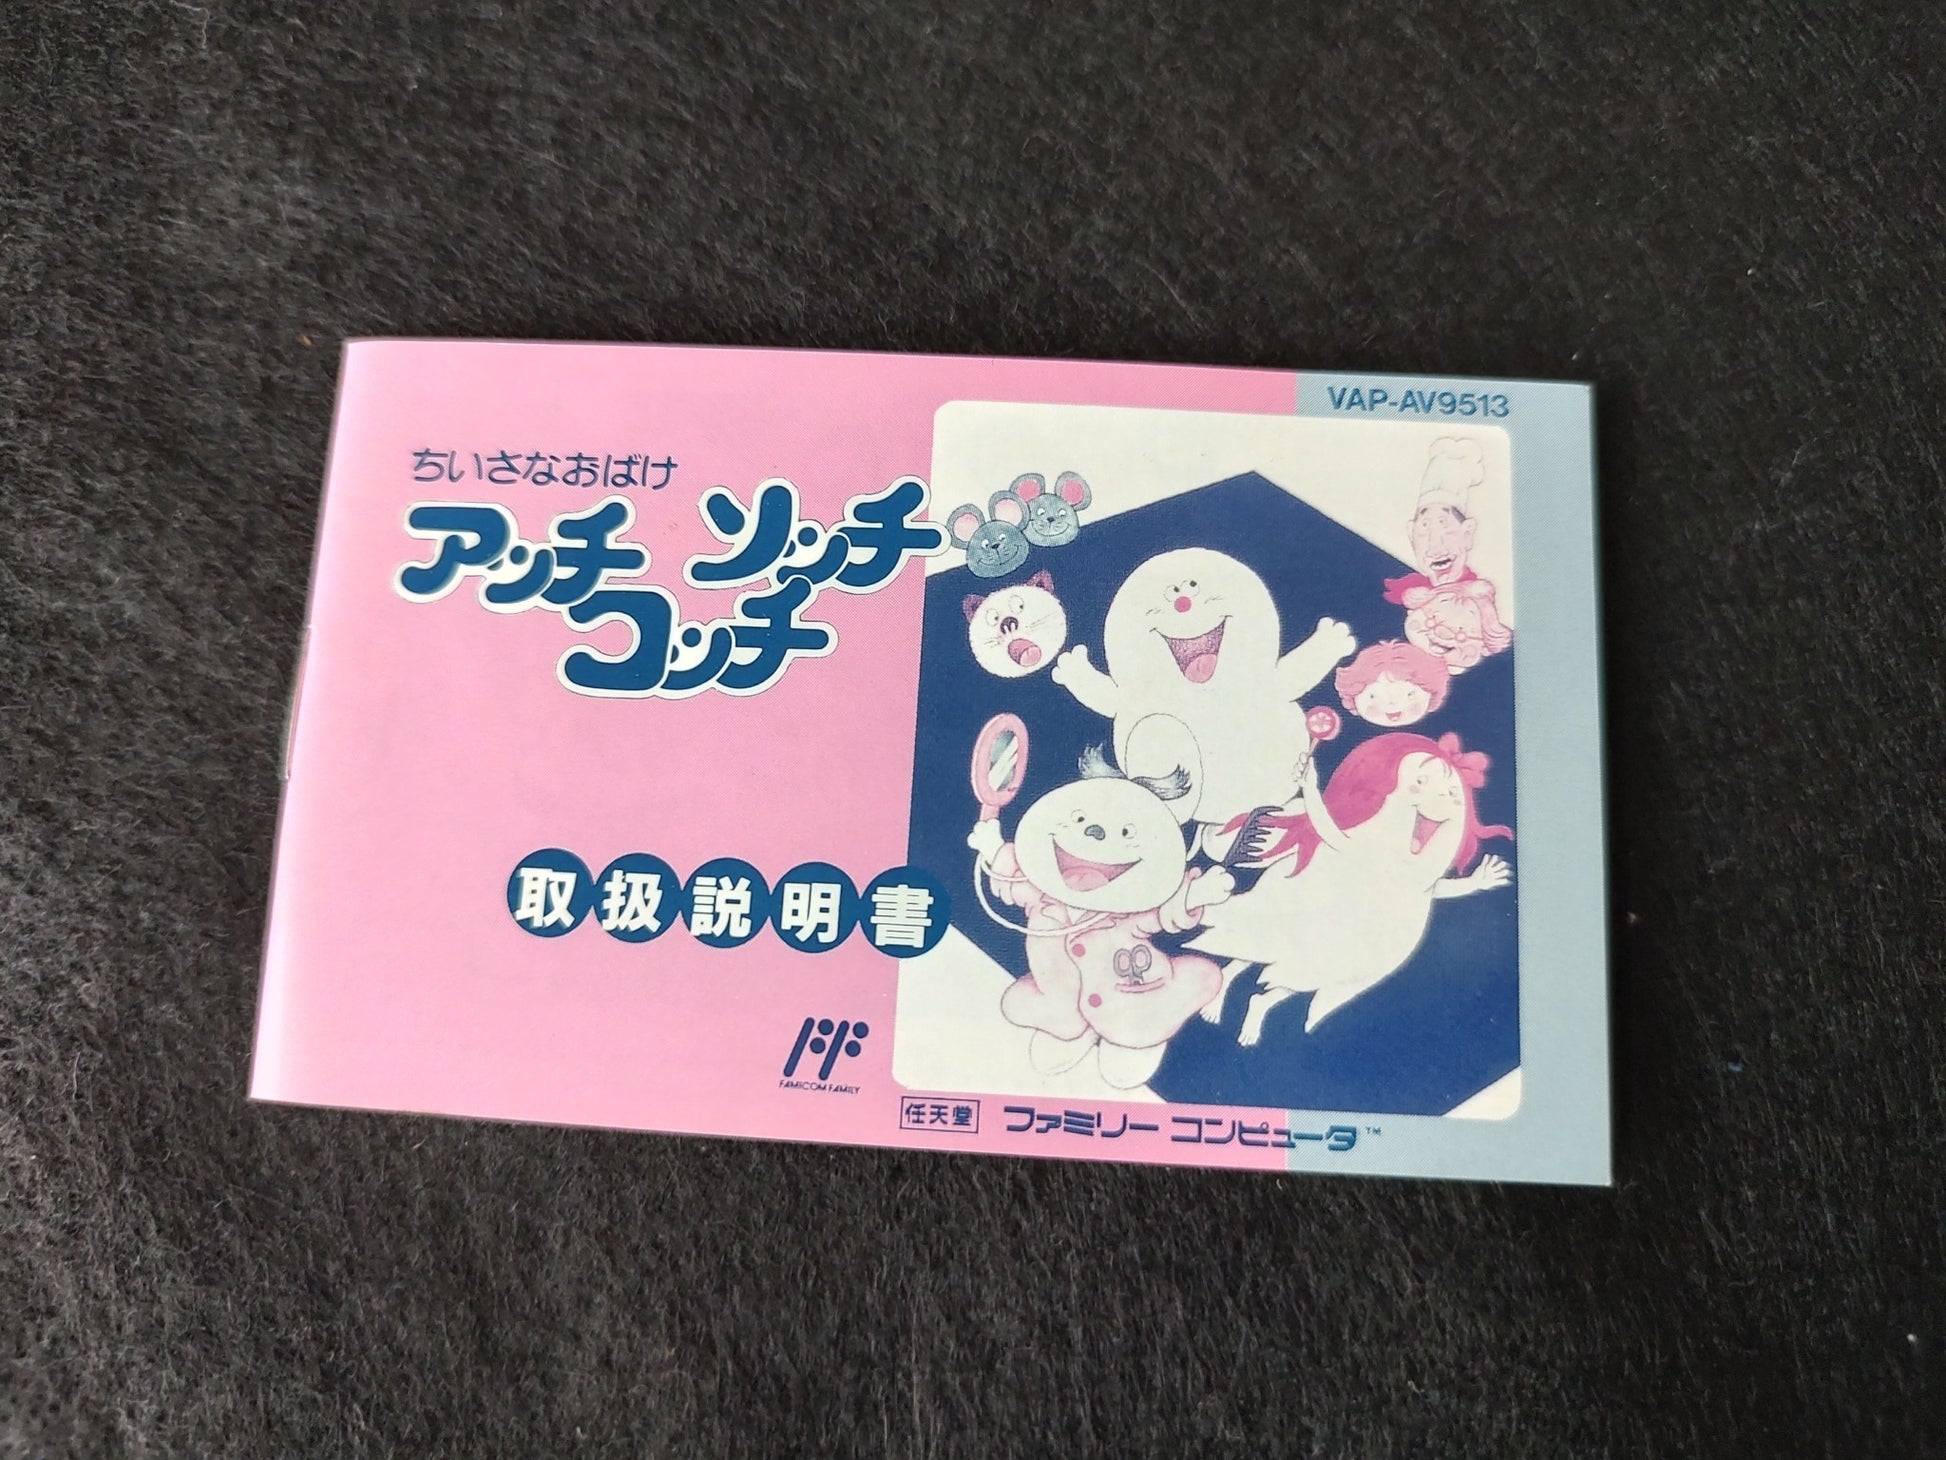 VAP-AV9513
ちいさなおばけ
アッチ ソッチ
コッチ
取扱説明書
FF
FAMICOM FAMILY
任天堂 ファミリー コンピュータ™